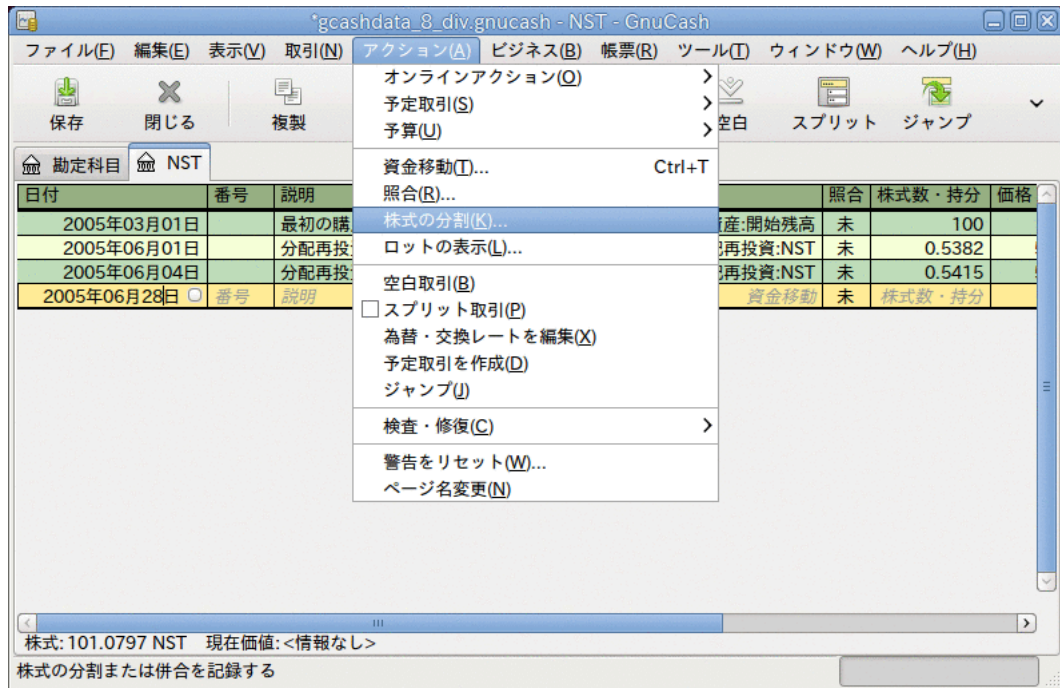 *gcashdata_8_div.gnucash - NST - GnuCash
ファイル(F) 編集(E) 表示(V) 取引(N) アクション(A) ビジネス(B) 帳票(R) ツール(T) ウィンドウ(W) ヘルプ(H)
保存 閉じる 複製 空白 スプリット ジャンプ
オンラインアクション(O)
予定取引(S)
予算(U)
資金移動(T)... Ctrl+T
照合(R)...
株式の分割(K)...
ロットの表示(L)...
空白取引(B)
スプリット取引(P)
為替・交換レートを編集(X)
予定取引を作成(D)
ジャンプ(J)
検査・修復(C)
警告をリセット(W)...
ページ名変更(N)
勘定科目 NST
日付 番号 説明 照合 株式数・持分 価格
2005年03月01日 最初の購 産:開始残高 未 100
2005年06月01日 分配再投 再投資:NST 未 0.5382
2005年06月04日 分配再投 再投資:NST 未 0.5415
2005年06月28日 番号 説明 資金移動 未 株式数・持分
株式: 101.0797 NST 現在価値: <情報なし>
株式の分割または併合を記録する